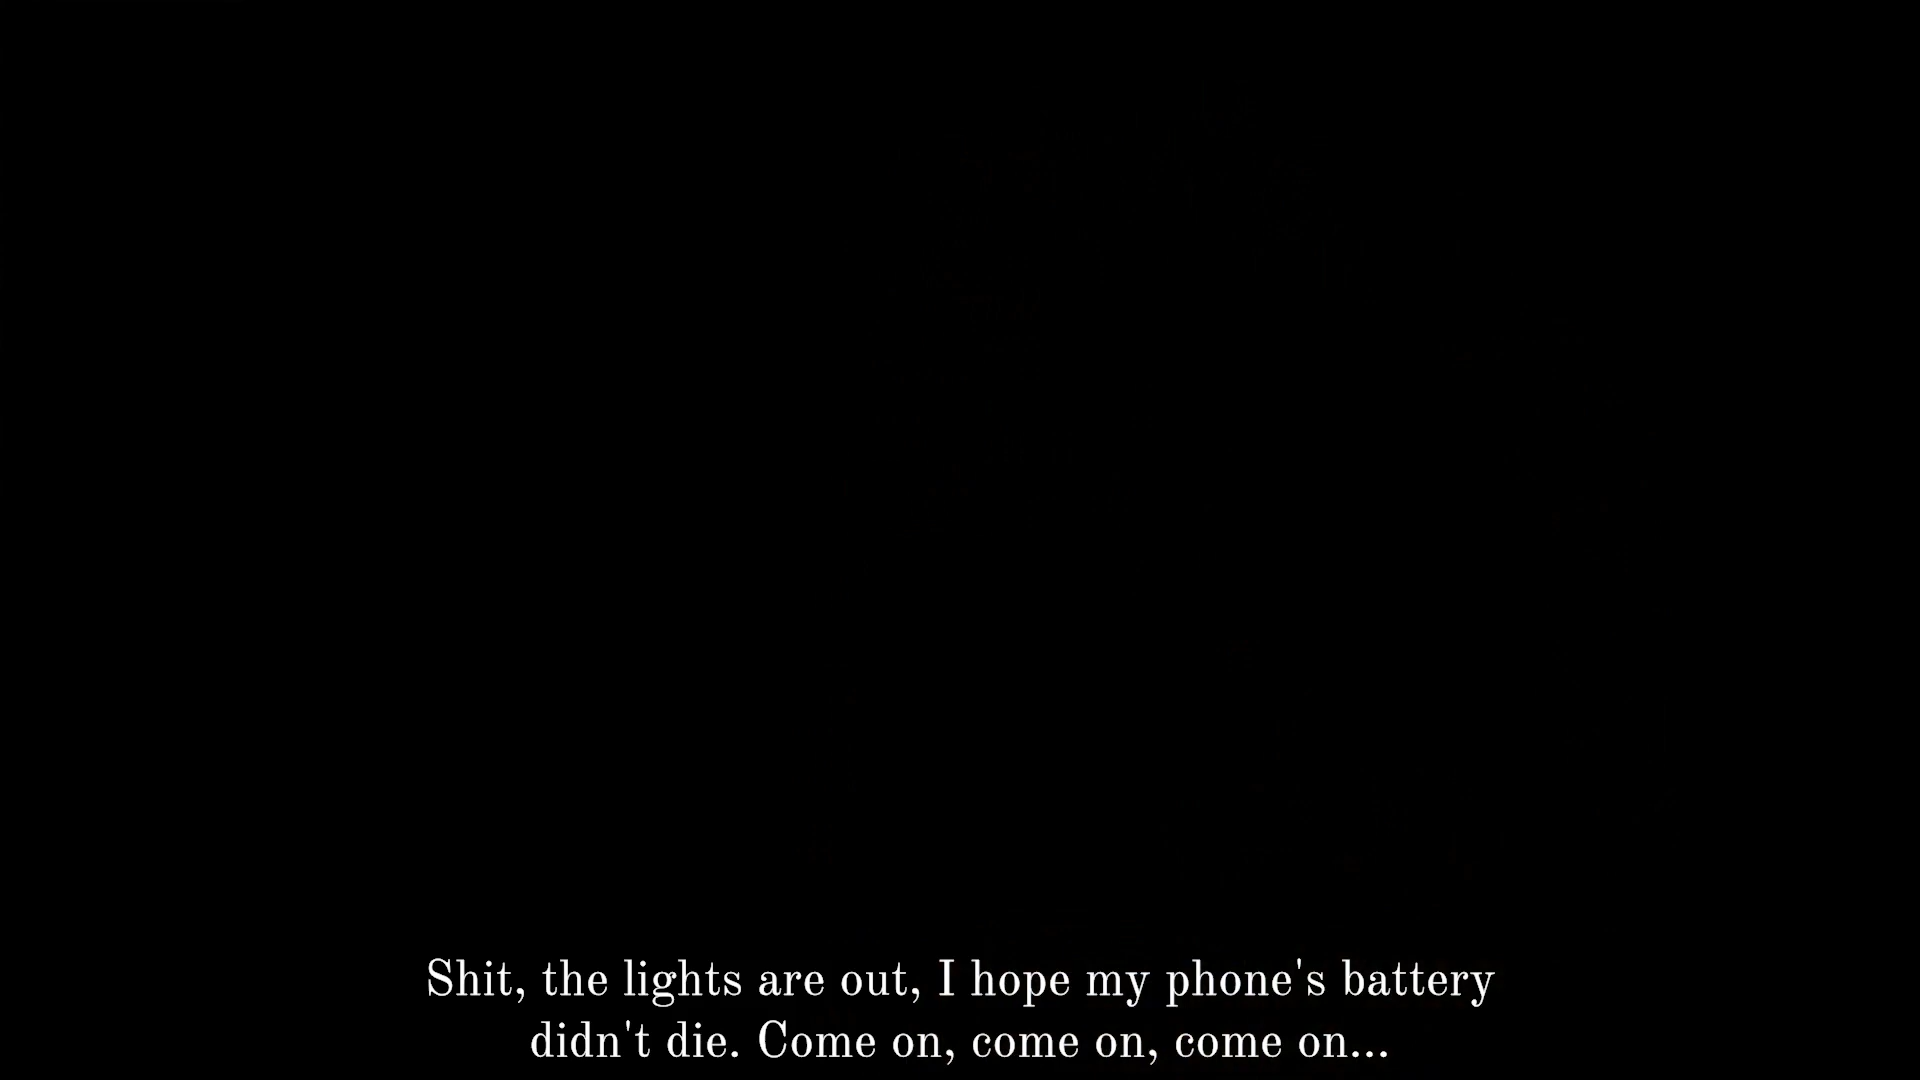 Shit, the lights are out, I hope my phone's battery
didn't die. Come on, come on, come on...